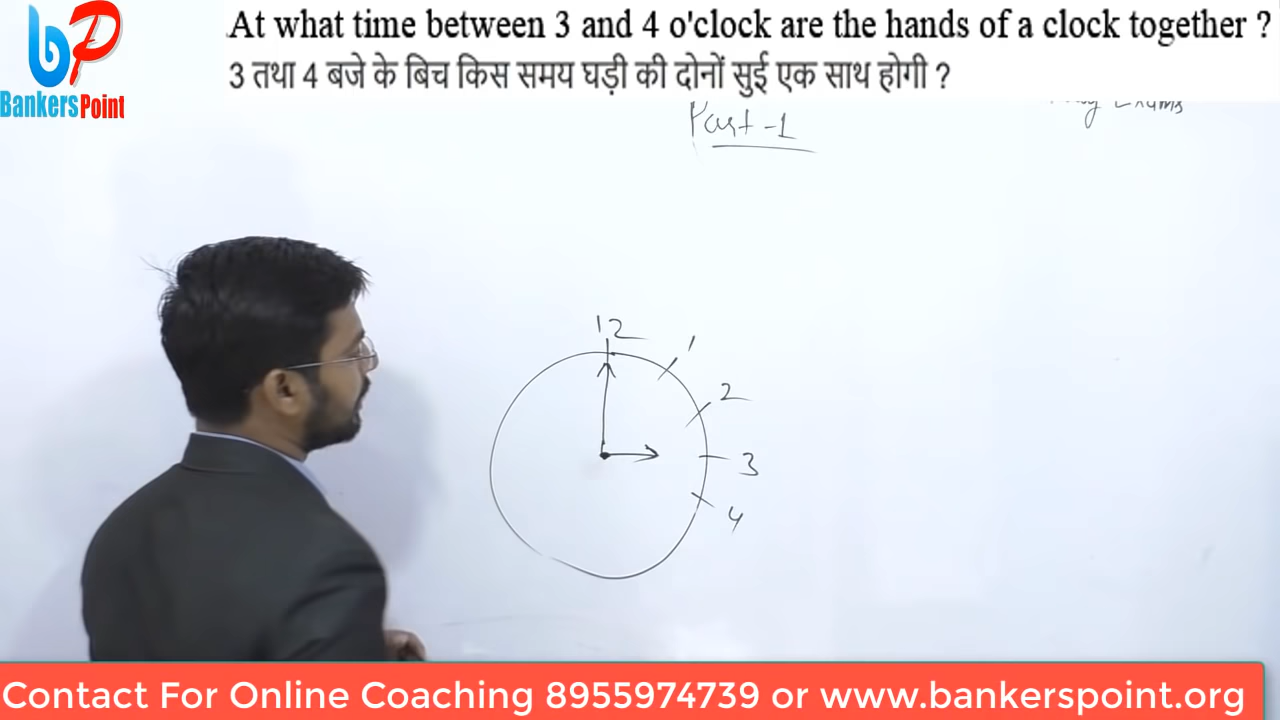 .At what time between 3 and 4 o'clock are the hands of a clock together ?
3 तथा 4 बजे के बिच किस समय घड़ी की दोनों सुई एक साथ होगी ?
bP
BankersPoint
Exams
Part-1
12
1
2
3
4
Contact For Online Coaching 8955974739 or www.bankerspoint.org